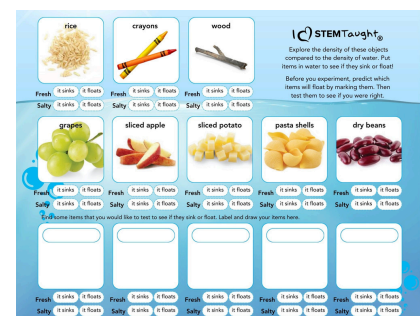 rice
crayons
wood
I STEMTaught®
Explore the density of these objects
compared to the density of water. Put
items in water to see if they sink or float!
Before you experiment, predict which
items will float by marking them. Then
test them to see if you were right.
Fresh it sinks it floats Fresh it sinks it floats Fresh it sinks it floats
Salty it sinks it floats Salty it sinks it floats Salty it sinks it floats
grapes
sliced apple
sliced potato
pasta shells
dry beans
Fresh it sinks it floats Fresh it sinks it floats Fresh it sinks it floats Fresh it sinks it floats Fresh it sinks it floats
Salty it sinks it floats Salty it sinks it floats Salty it sinks it floats Salty it sinks it floats Salty it sinks it floats
Find some items that you would like to test to see if they sink or float. Label and draw your items here.
Fresh it sinks it floats Fresh it sinks it floats Fresh it sinks it floats Fresh it sinks it floats Fresh it sinks it floats
Salty it sinks it floats Salty it sinks it floats Salty it sinks it floats Salty it sinks it floats Salty it sinks it floats